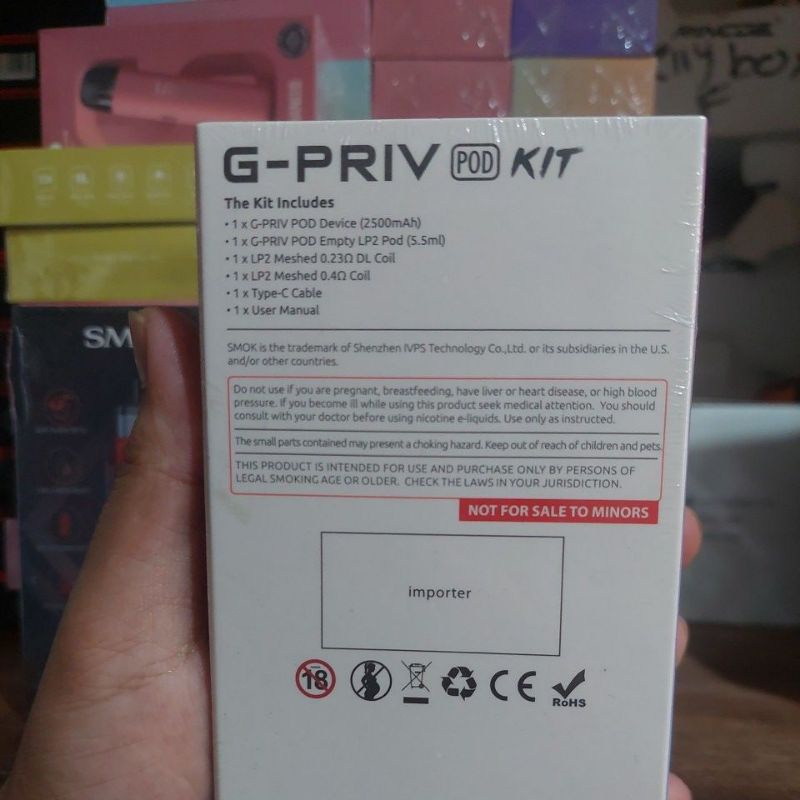 G-PRIV POD KIT
The Kit Includes
• 1 x G-PRIV POD Device (2500mAh)
• 1 x G-PRIV POD Empty LP2 Pod (5.5ml)
• 1 x LP2 Meshed 0.23Ω DL Coil
• 1 x LP2 Meshed 0.4Ω Coil
• 1 x Type-C Cable
• 1 x User Manual
SMOK is the trademark of Shenzhen IVPS Technology Co.,Ltd. or its subsidiaries in the U.S.
and/or other countries.
Do not use if you are pregnant, breastfeeding, have liver or heart disease, or high blood
pressure. If you become ill while using this product seek medical attention. You should
consult with your doctor before using nicotine e-liquids. Use only as instructed.
The small parts contained may present a choking hazard. Keep out of reach of children and pets.
THIS PRODUCT IS INTENDED FOR USE AND PURCHASE ONLY BY PERSONS OF
LEGAL SMOKING AGE OR OLDER. CHECK THE LAWS IN YOUR JURISDICTION.
NOT FOR SALE TO MINORS
importer
18
CE
RoHS
SM